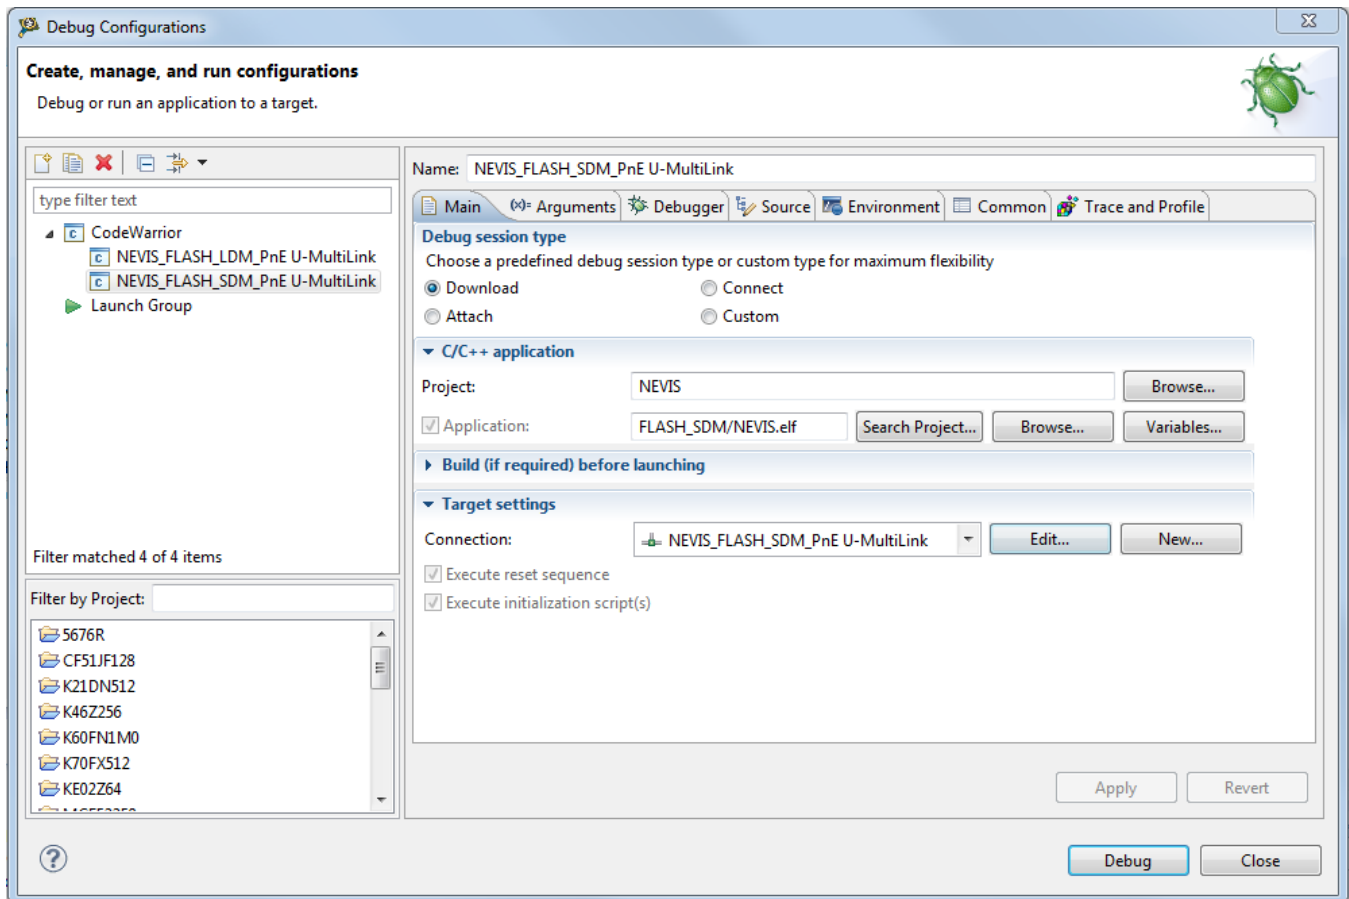 Debug Configurations
Create, manage, and run configurations
Debug or run an application to a target.
type filter text
CodeWarrior
NEVIS_FLASH_LDM_PnE U-MultiLink
NEVIS_FLASH_SDM_PnE U-MultiLink
Launch Group
Filter matched 4 of 4 items
Filter by Project:
5676R
CF51JF128
K21DN512
K46Z256
K60FN1M0
K70FX512
KE02Z64
Name: NEVIS_FLASH_SDM_PnE U-MultiLink
Main (x)= Arguments Debugger Source Environment Common Trace and Profile
Debug session type
Choose a predefined debug session type or custom type for maximum flexibility
Download Connect
Attach Custom
C/C++ application
Project: NEVIS Browse...
Application: FLASH_SDM/NEVIS.elf Search Project... Browse... Variables...
Build (if required) before launching
Target settings
Connection: NEVIS_FLASH_SDM_PnE U-MultiLink Edit... New...
Execute reset sequence
Execute initialization script(s)
Apply Revert
Debug Close